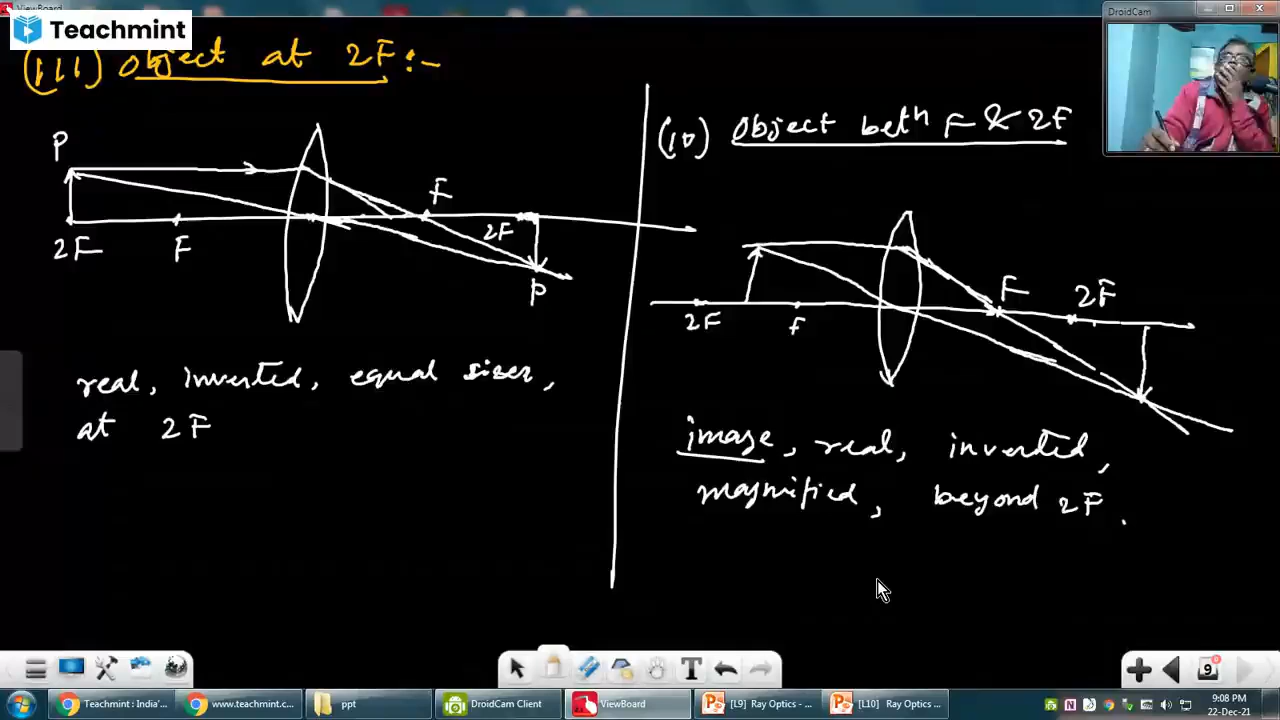 ViewBoard
Teachmint
DroidCam
(iii) Object at 2F:-
P
2F
F
F
2F
P
real, inverted, equal sizes,
at 2F
(iv) Object betn F & 2F
2F
F
F
2F
image, real, inverted,
magnified, beyond 2F.
T
9
Teachmint : India'...
www.teachmint.c...
ppt
DroidCam Client
ViewBoard
[L9] Ray Optics - ...
[L10] Ray Optics ...
9:08 PM
22-Dec-21